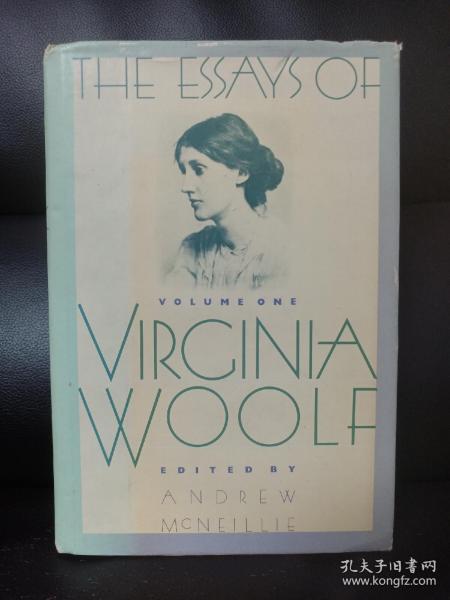 THE ESSAYS OF
VOLUME ONE
VIRGINIA
WOOLF
EDITED BY
ANDREW
McNEILLIE
孔夫子旧书网
www.kongfz.com